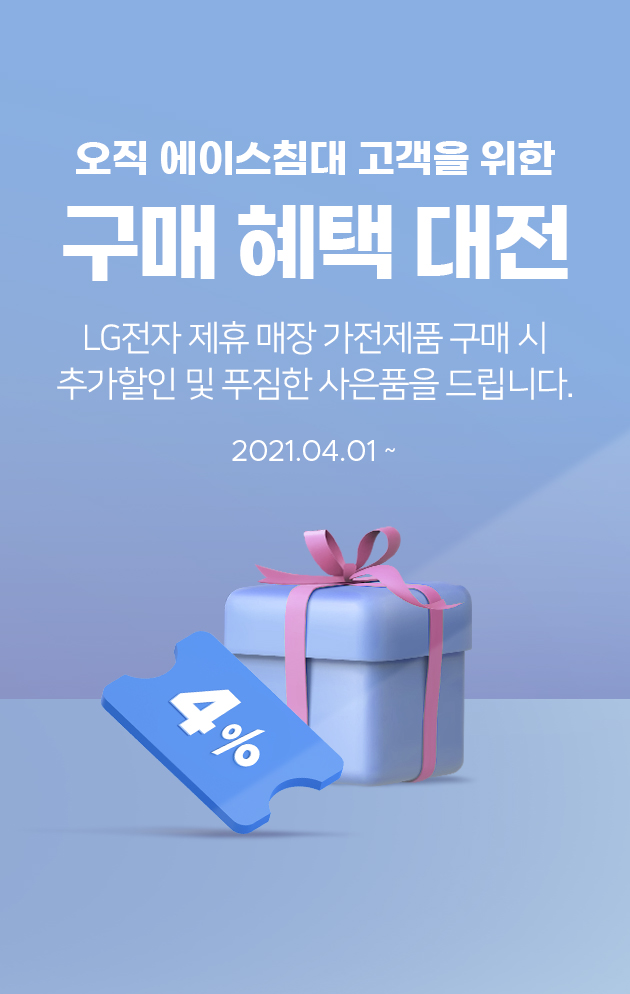 오직 에이스침대 고객을 위한
구매 혜택 대전
LG전자 제휴 매장 가전제품 구매 시
추가할인 및 푸짐한 사은품을 드립니다.
2021.04.01 ~
4%